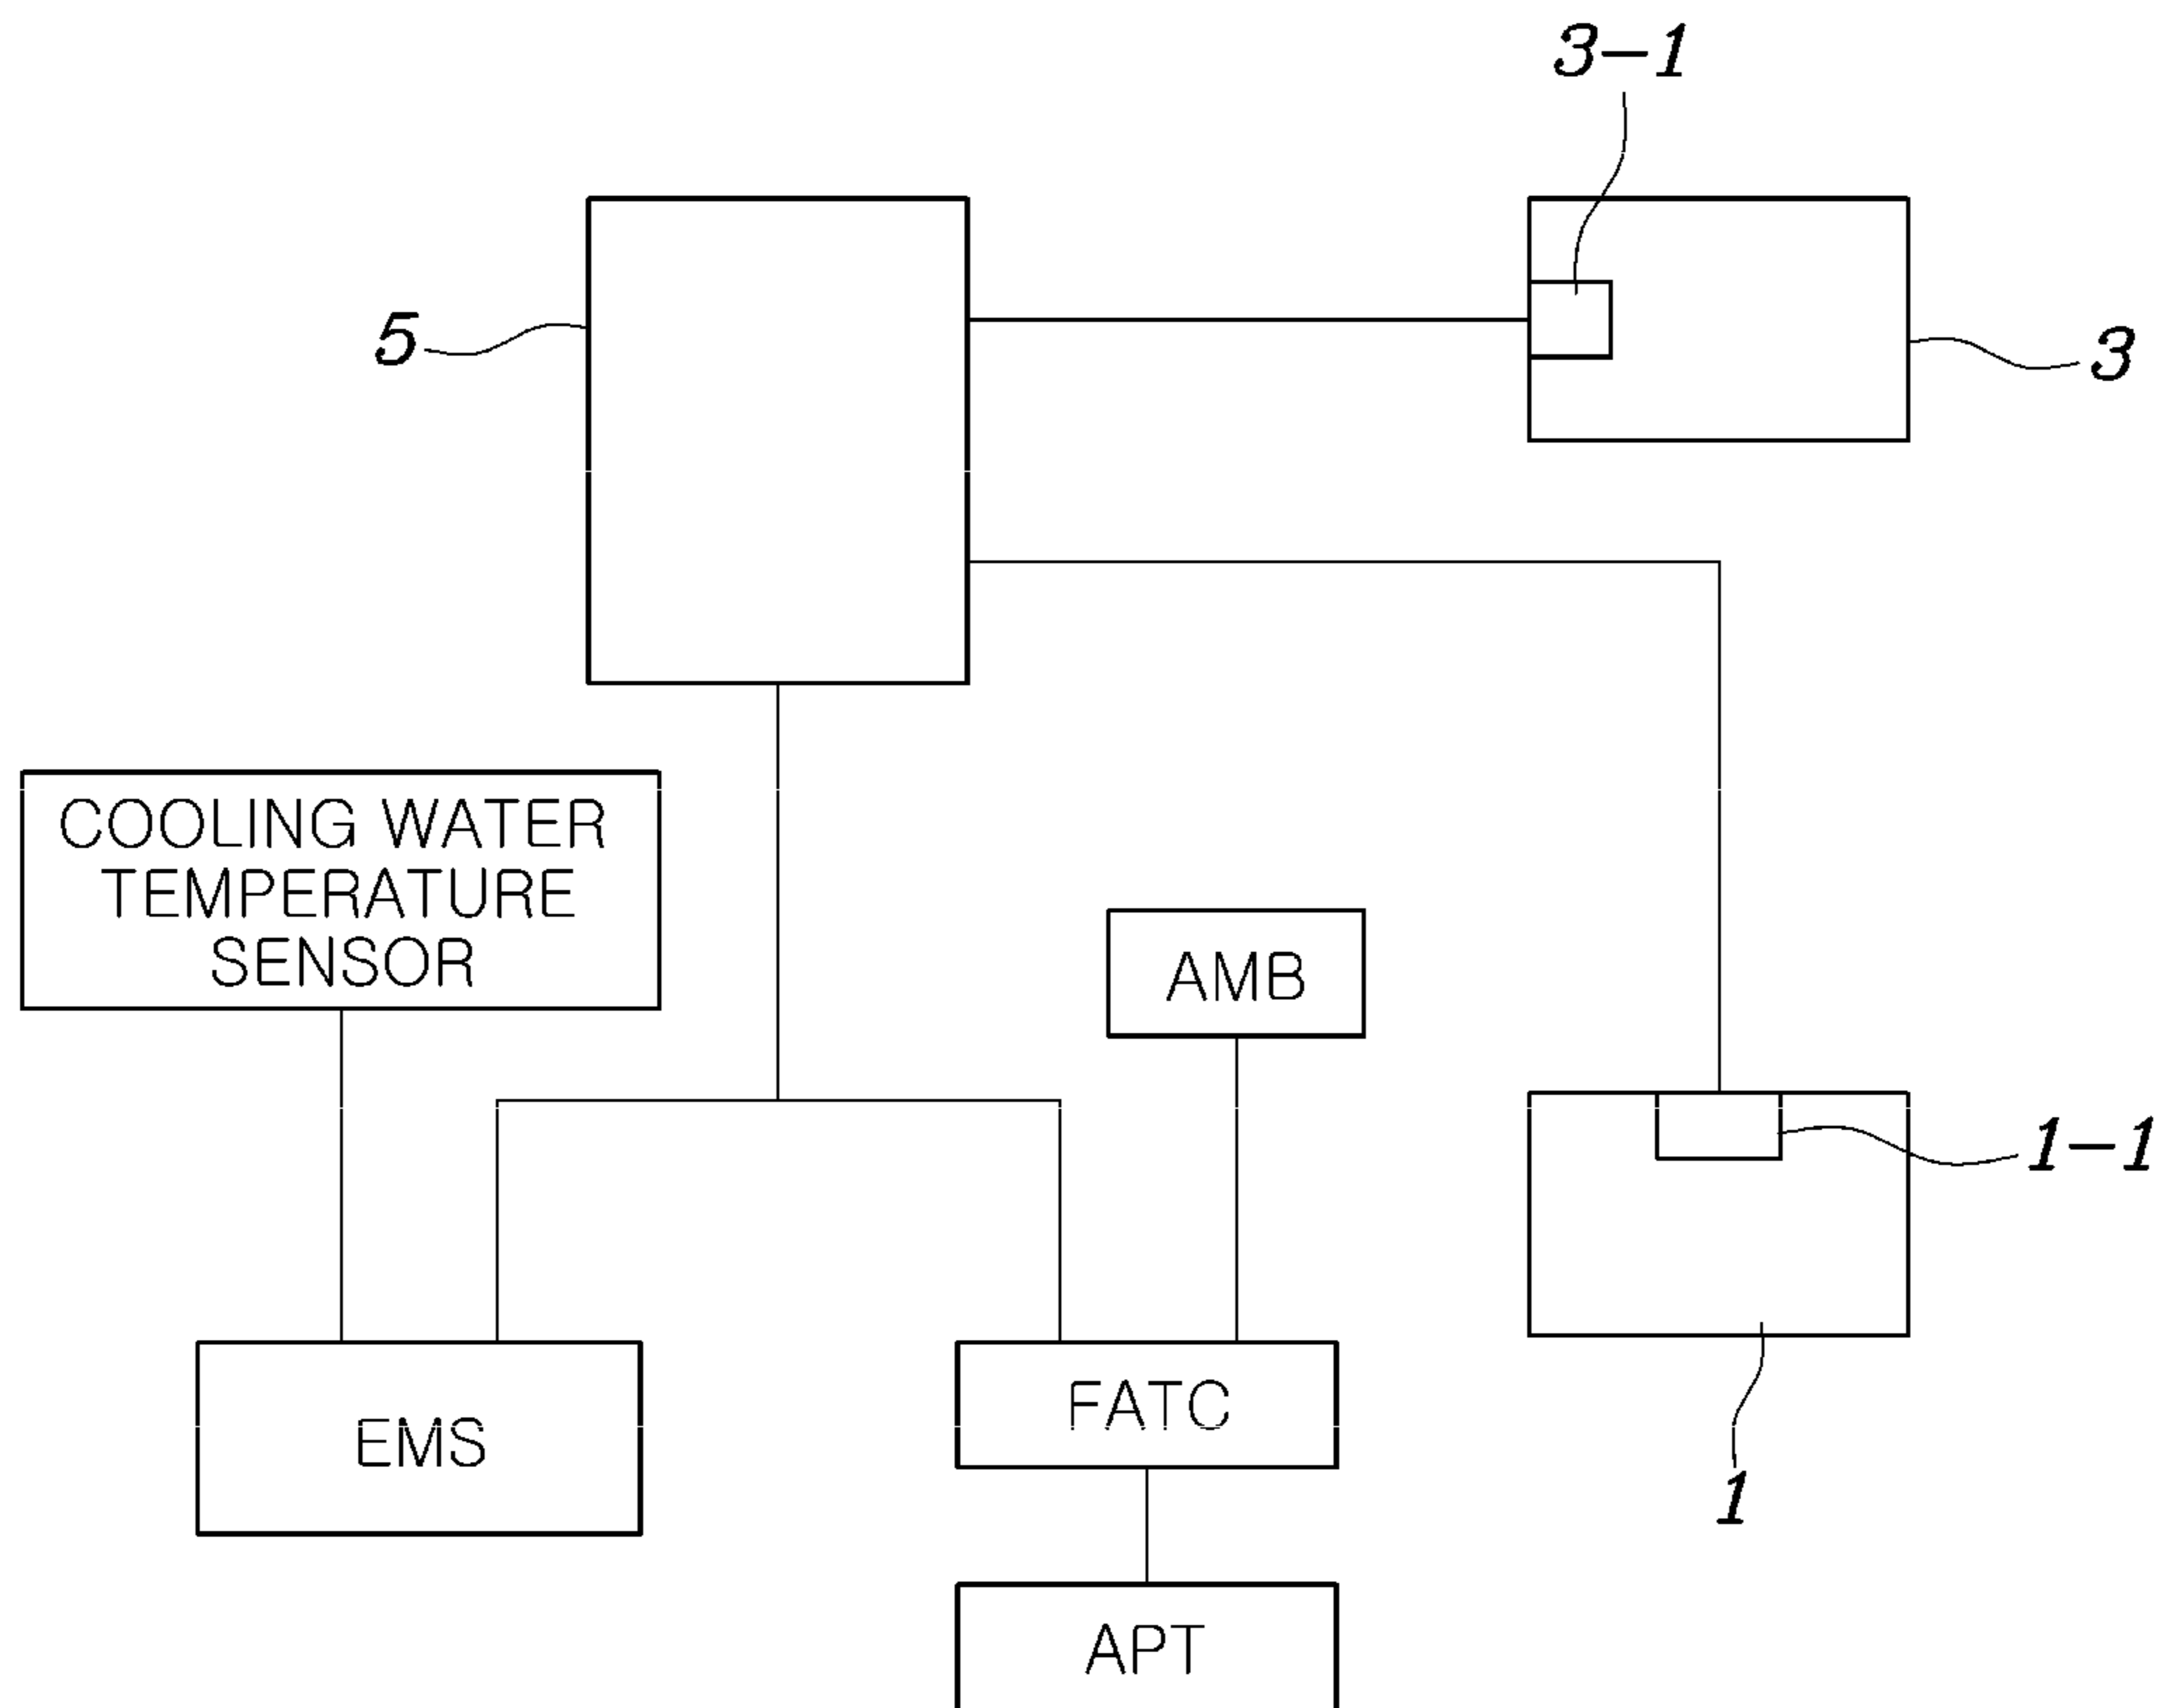 3-1
5
3
COOLING WATER
TEMPERATURE
SENSOR
AMB
1-1
FATC
EMS
1
APT